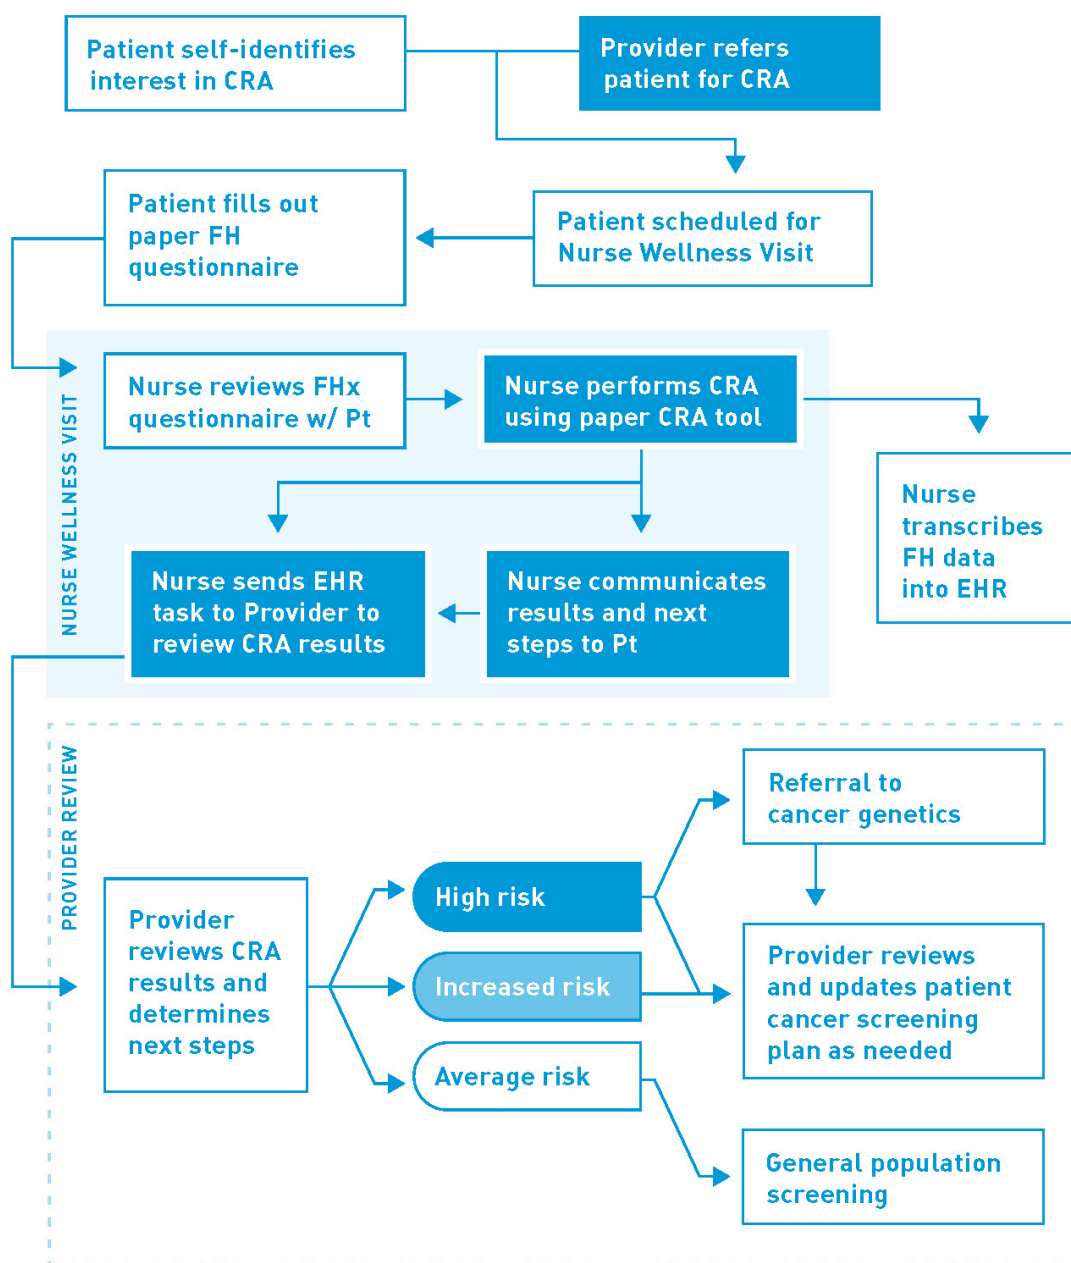 Patient self-identifies
interest in CRA
Provider refers
patient for CRA
Patient scheduled for
Nurse Wellness Visit
Patient fills out
paper FH
questionnaire
NURSE WELLNESS VISIT
Nurse reviews FHx
questionnaire w/ Pt
Nurse performs CRA
using paper CRA tool
Nurse
transcribes
FH data
into EHR
Nurse communicates
results and next
steps to Pt
Nurse sends EHR
task to Provider to
review CRA results
PROVIDER REVIEW
Provider
reviews CRA
results and
determines
next steps
High risk
Increased risk
Average risk
Referral to
cancer genetics
Provider reviews
and updates patient
cancer screening
plan as needed
General population
screening